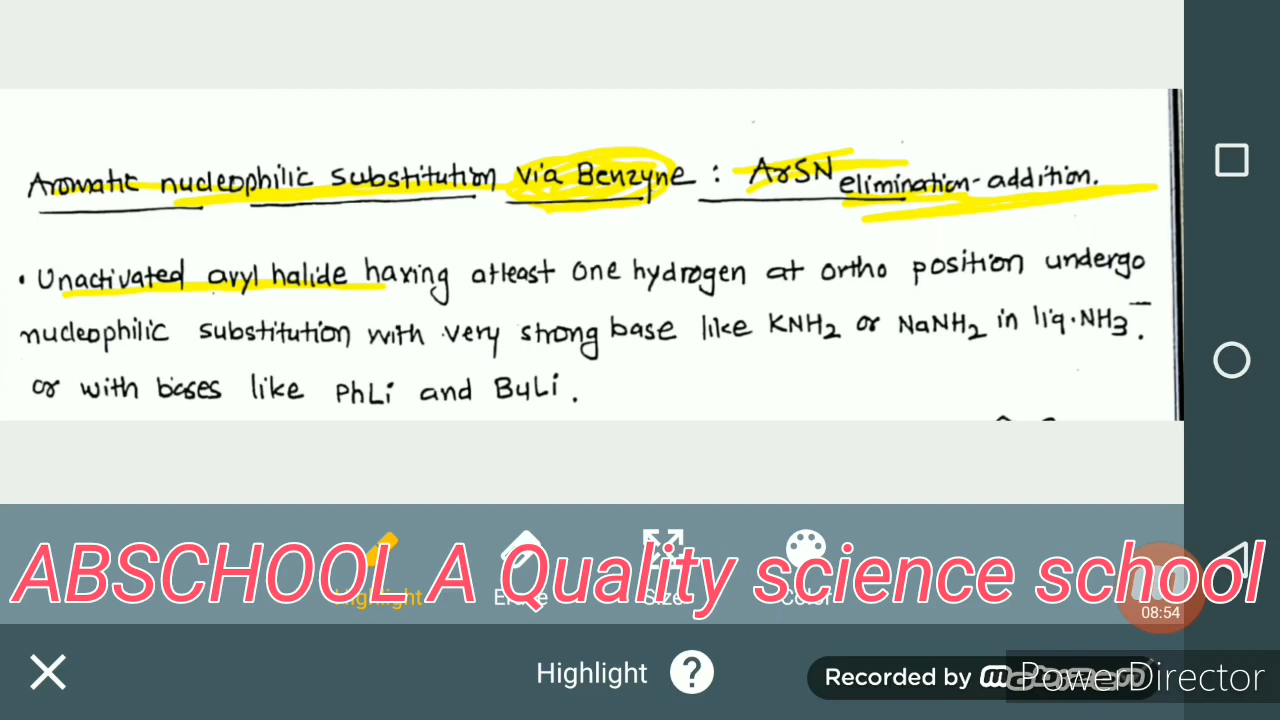 Aromatic nucleophilic substitution via Benzyne : ArSN elimination-addition.
• Unactivated aryl halide having atleast one hydrogen at ortho position undergo
nucleophilic substitution with very strong base like KNH2 or NaNH2 in liq.NH3.
or with bases like PhLi and ByLi.
ABSCHOOL A Quality science school
Highlight Erase Size Color
08:54
Highlight ?
Recorded by
PowerDirector